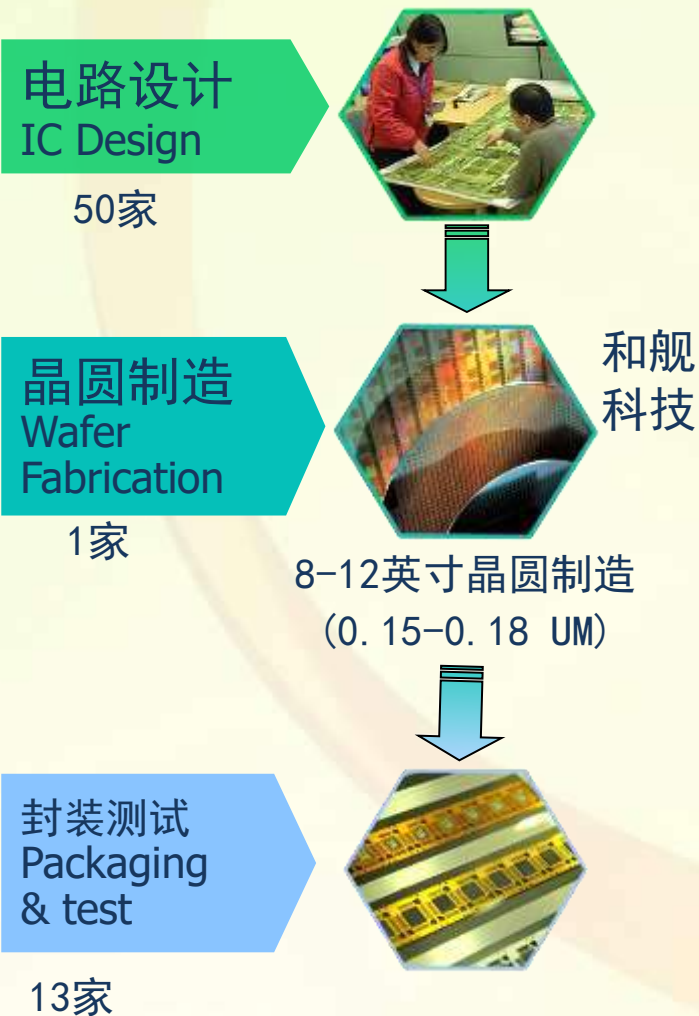 电路设计
IC Design
50家
晶圆制造
Wafer
Fabrication
1家
和舰
科技
8-12英寸晶圆制造
(0.15-0.18 UM)
封装测试
Packaging
& test
13家